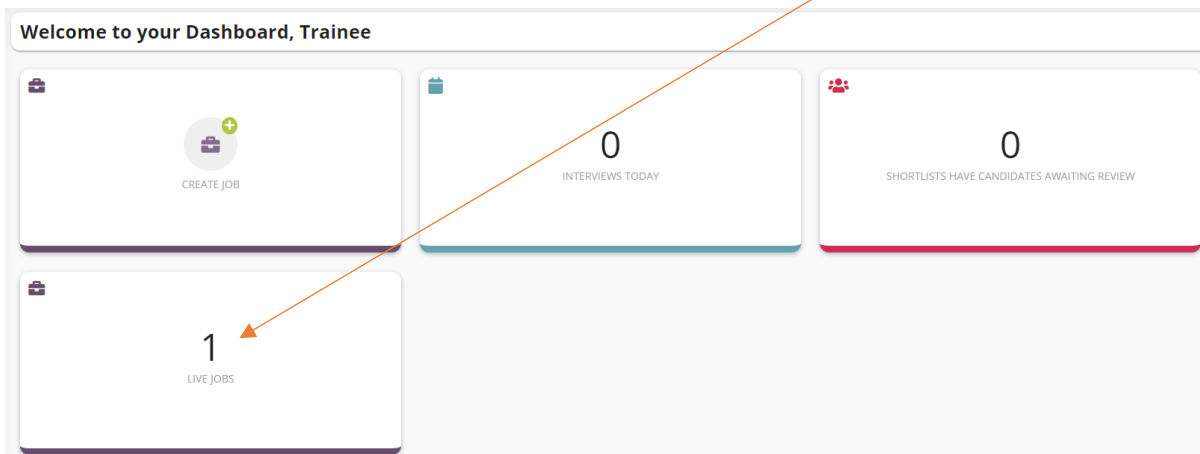 Welcome to your Dashboard, Trainee
CREATE JOB
0
INTERVIEWS TODAY
0
SHORTLISTS HAVE CANDIDATES AWAITING REVIEW
1
LIVE JOBS